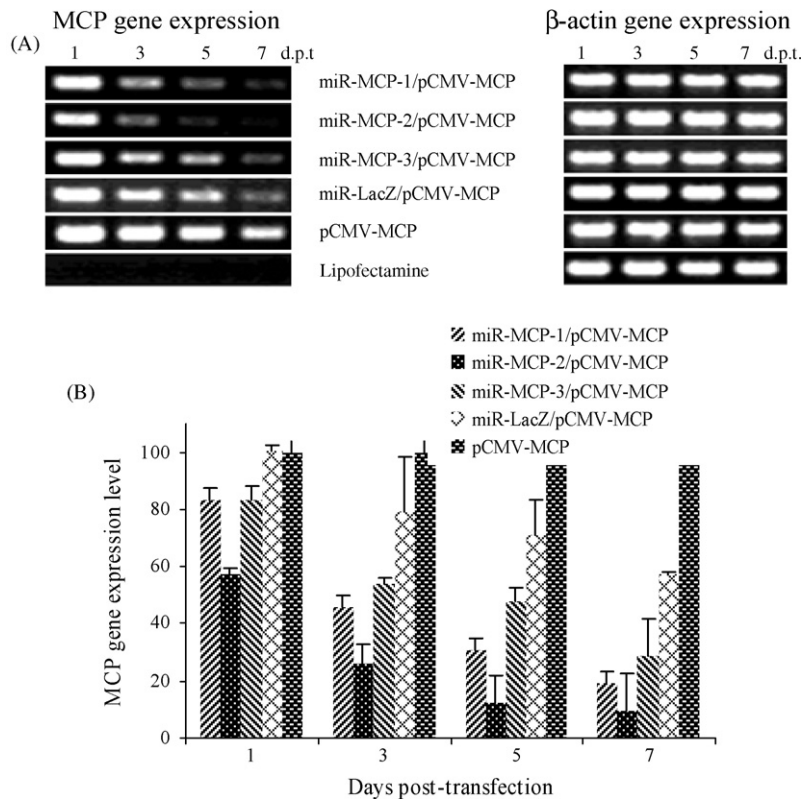 MCP gene expression
β-actin gene expression
(A)
1 3 5 7 d.p.t
1 3 5 7 d.p.t.
miR-MCP-1/pCMV-MCP
miR-MCP-2/pCMV-MCP
miR-MCP-3/pCMV-MCP
miR-LacZ/pCMV-MCP
pCMV-MCP
Lipofectamine
(B)
miR-MCP-1/pCMV-MCP
miR-MCP-2/pCMV-MCP
miR-MCP-3/pCMV-MCP
miR-LacZ/pCMV-MCP
pCMV-MCP
MCP gene expression level
100
80
60
40
20
0
1 3 5 7
Days post-transfection